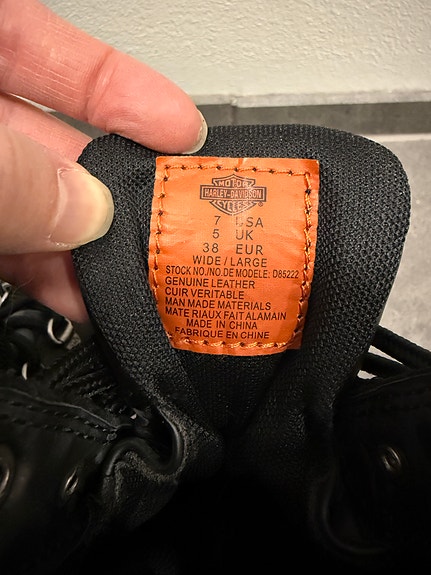 MOTOR
HARLEY-DAVIDSON
CYCLES
7 USA
5 UK
38 EUR
WIDE / LARGE
STOCK NO./NO.DE MODELE: D85222
GENUINE LEATHER
CUIR VERITABLE
MAN MADE MATERIALS
MATE RIAUX FAIT ALAMAIN
MADE IN CHINA
FABRIQUE EN CHINE